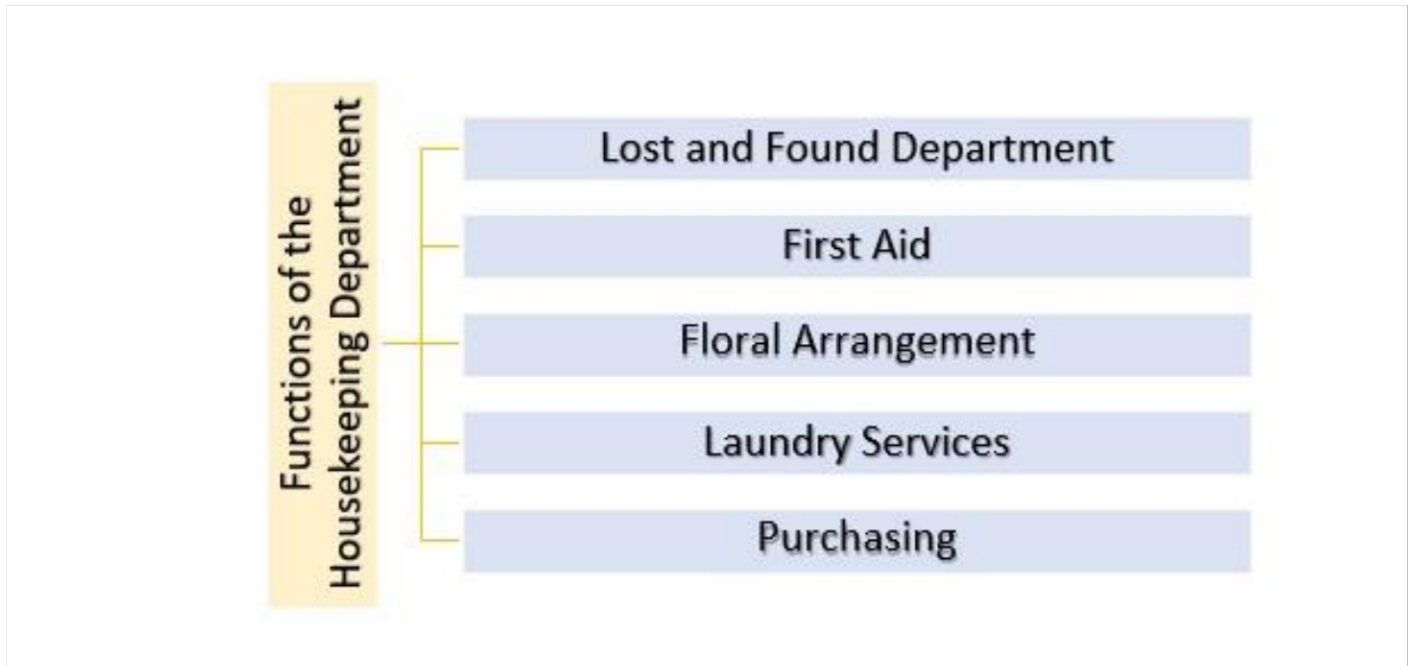 Functions of the
Housekeeping Department
Lost and Found Department
First Aid
Floral Arrangement
Laundry Services
Purchasing